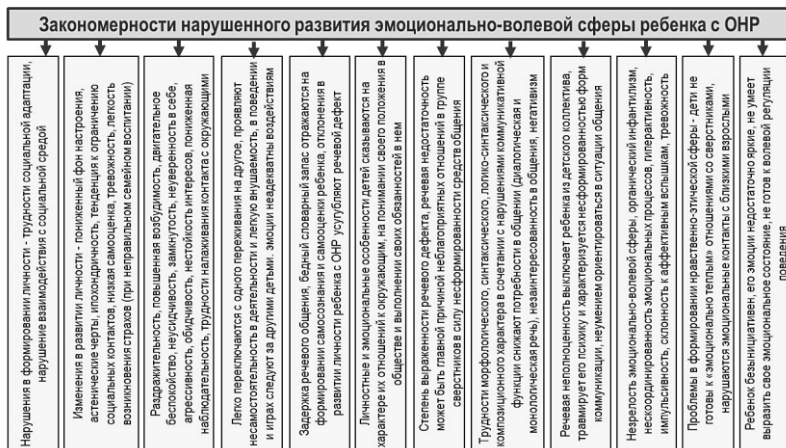 Закономерности нарушенного развития эмоционально-волевой сферы ребенка с ОНР
Нарушения в формировании личности - трудности социальной адаптации,
нарушение взаимодействия с социальной средой
Изменения в развитии личности - пониженный фон настроения,
астенические черты, ипохондричность, тенденция к ограничению
социальных контактов, низкая самооценка, тревожность, легкость
возникновения страхов (при неправильном семейном воспитании)
Раздражительность, повышенная возбудимость, двигательное
беспокойство, неусидчивость, замкнутость, неуверенность в себе,
агрессивность, обидчивость, нестойкость интересов, пониженная
наблюдательность, трудности налаживания контакта с окружающими
Легко переключаются с одного переживания на другое, проявляют
несамостоятельность в деятельности и легкую внушаемость, в поведении
и играх следуют за другими детьми. эмоции неадекватны воздействиям
Задержка речевого общения, бедный словарный запас отражаются на
формировании самосознания и самооценки ребенка, отклонения в
развитии личности ребенка с ОНР усугубляют речевой дефект
Личностные и эмоциональные особенности детей сказываются на
характере их отношений к окружающим, на понимании своего положения в
обществе и выполнении своих обязанностей в нем
Степень выраженности речевого дефекта, речевая недостаточность
может быть главной причиной неблагоприятных отношений в группе
сверстников в силу несформированности средств общения
Трудности морфологического, синтаксического, логико-синтаксического и
композиционного характера в сочетании с нарушениями коммуникативной
функции снижают потребности в общении (диалогическая и
монологическая речь), незаинтересованность в общения, негативизм
Речевая неполноценность выключает ребенка из детского коллектива,
травмирует его психику и характеризуется несформированностью форм
коммуникации, неумением ориентироваться в ситуации общения
Незрелость эмоционально-волевой сферы, органический инфантилизм,
нескоординированность эмоциональных процессов, гиперактивность,
импульсивность, склонность к аффективным вспышкам, тревожность
Проблемы в формировании нравственно-этической сферы - дети не
готовы к «эмоционально теплым» отношениями со сверстниками,
нарушаются эмоциональные контакты с близкими взрослыми
Ребенок безынициативен, его эмоции недостаточно яркие, не умеет
выразить свое эмоциональное состояние, не готов к волевой регуляции
поведения